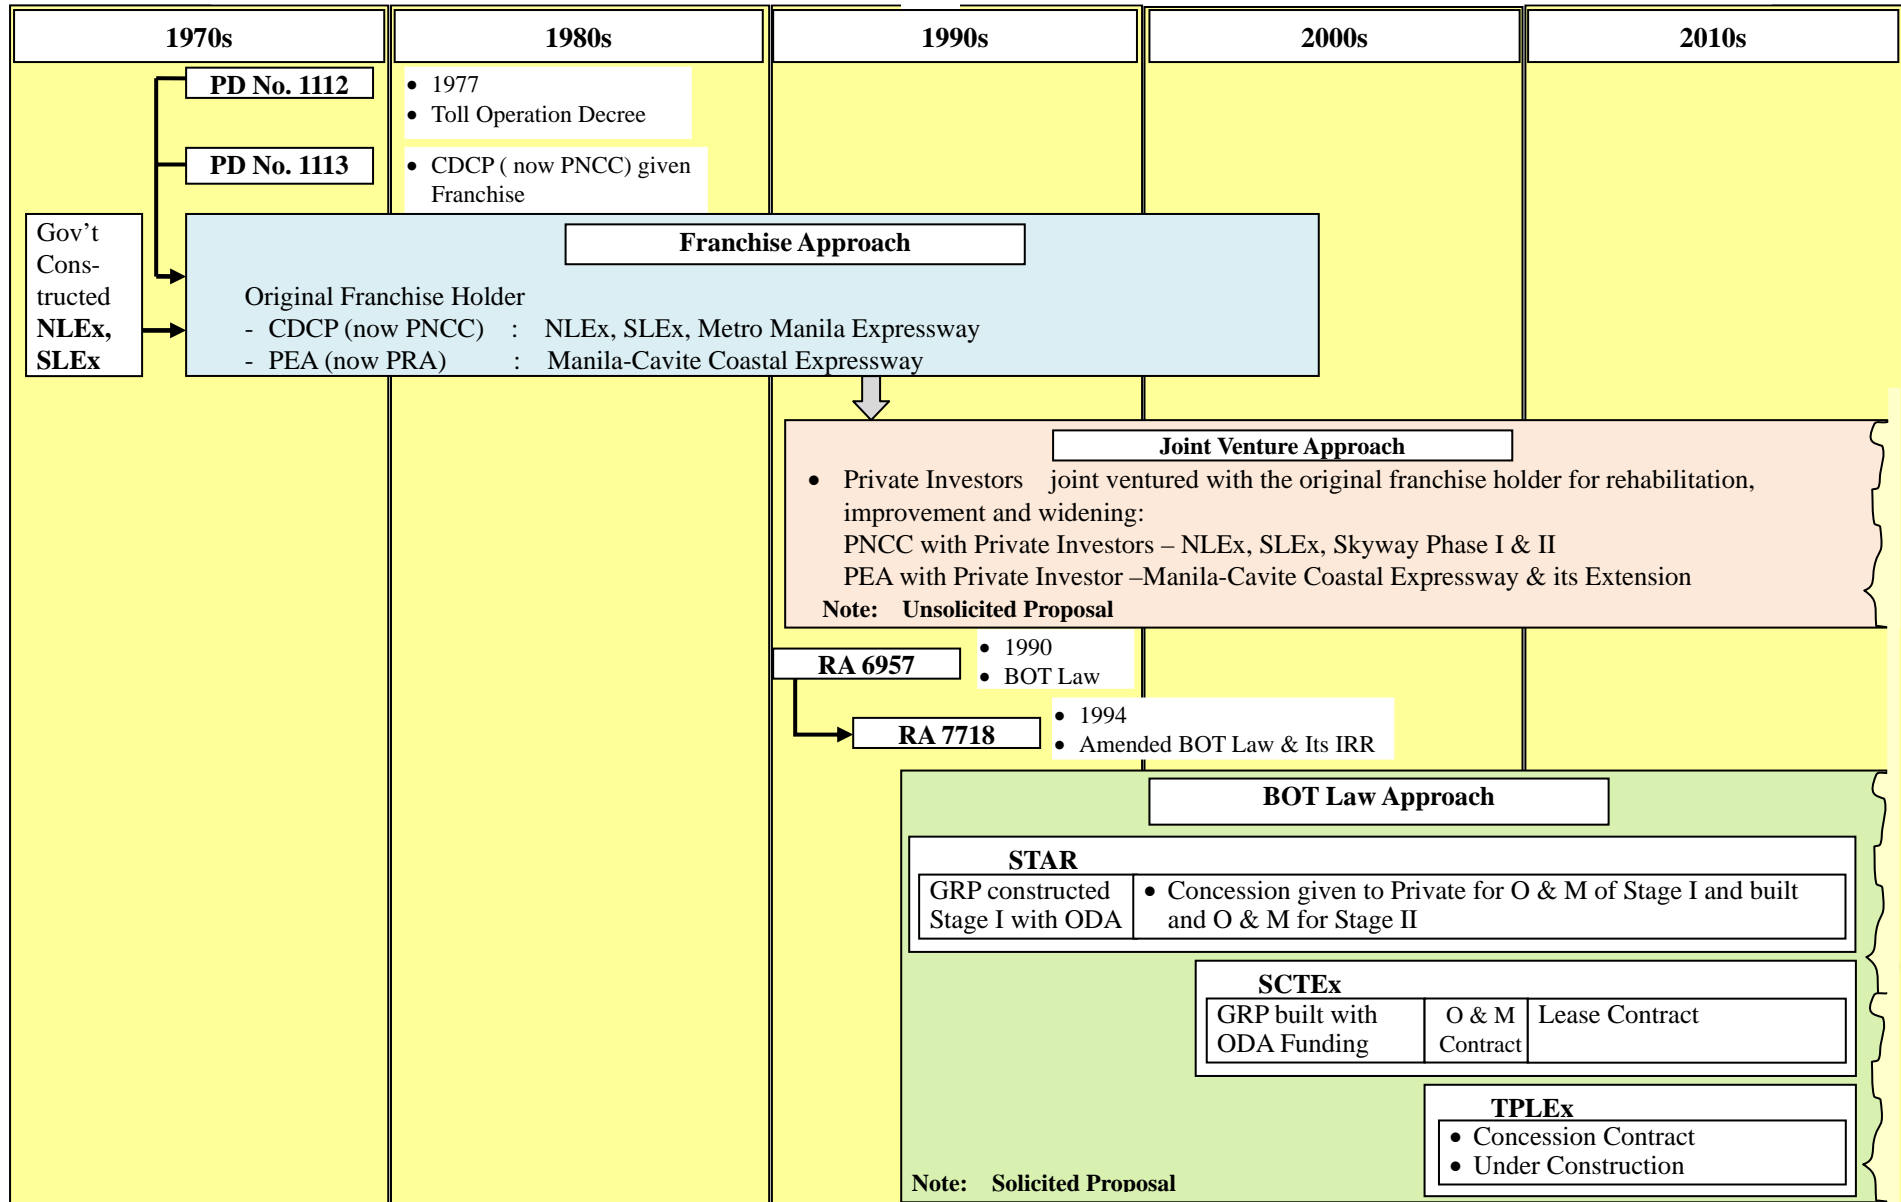 1970s
1980s
1990s
2000s
2010s
PD No. 1112
• 1977
• Toll Operation Decree
PD No. 1113
• CDCP ( now PNCC) given
Franchise
Gov’t
Cons-
tructed
NLEx,
SLEx
Franchise Approach
Original Franchise Holder
- CDCP (now PNCC) : NLEx, SLEx, Metro Manila Expressway
- PEA (now PRA) : Manila-Cavite Coastal Expressway
Joint Venture Approach
• Private Investors joint ventured with the original franchise holder for rehabilitation,
improvement and widening:
PNCC with Private Investors – NLEx, SLEx, Skyway Phase I & II
PEA with Private Investor –Manila-Cavite Coastal Expressway & its Extension
Note: Unsolicited Proposal
RA 6957
• 1990
• BOT Law
RA 7718
• 1994
• Amended BOT Law & Its IRR
BOT Law Approach
STAR
GRP constructed
Stage I with ODA
• Concession given to Private for O & M of Stage I and built
and O & M for Stage II
SCTEx
GRP built with
ODA Funding
O & M
Contract
Lease Contract
TPLEx
• Concession Contract
• Under Construction
Note: Solicited Proposal